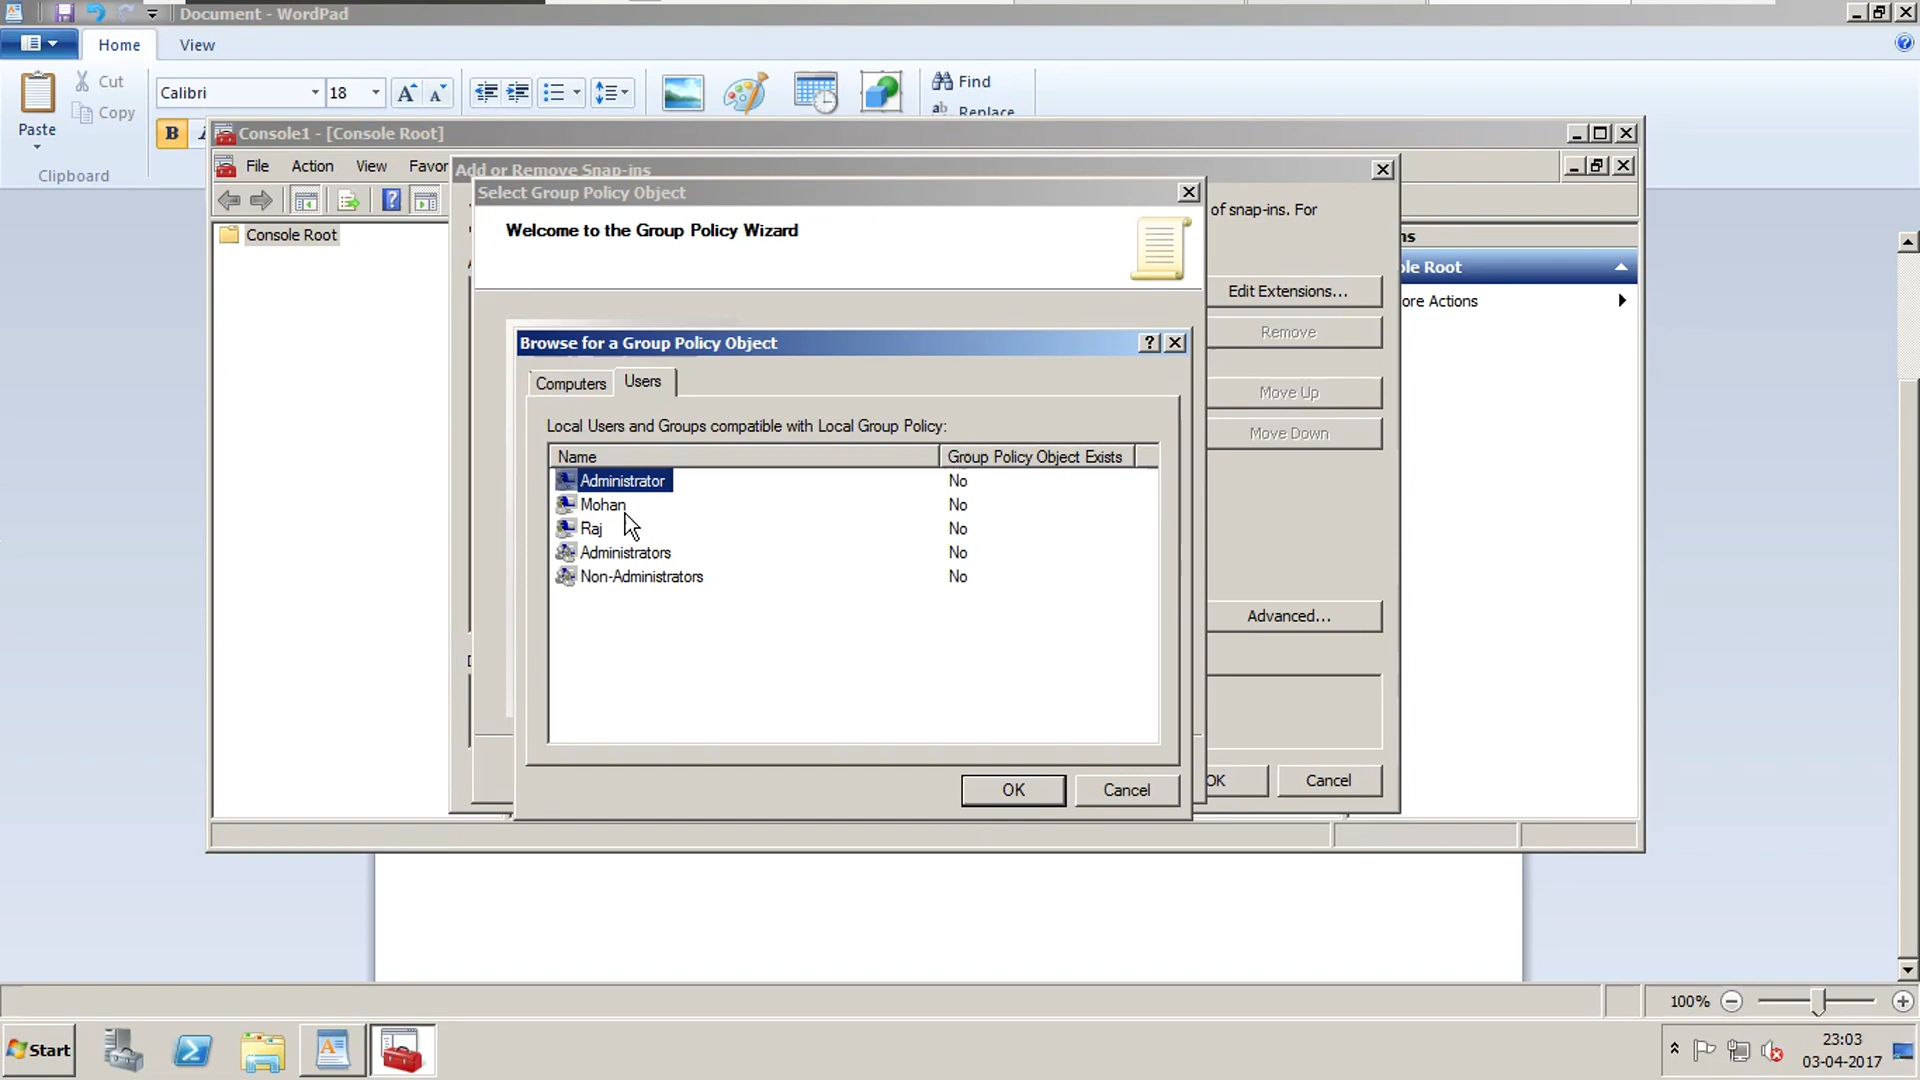 Document - WordPad
Home
View
Cut
Copy
Paste
Clipboard
Calibri
18
B
Find
Replace
Console1 - [Console Root]
File
Action
View
Favor
Console Root
Add or Remove Snap-ins
of snap-ins. For
Edit Extensions...
Remove
Move Up
Move Down
Advanced...
OK
Cancel
ns
ole Root
ore Actions
Select Group Policy Object
Welcome to the Group Policy Wizard
Browse for a Group Policy Object
Computers
Users
Local Users and Groups compatible with Local Group Policy:
Name
Group Policy Object Exists
Administrator
No
Mohan
No
Raj
No
Administrators
No
Non-Administrators
No
OK
Cancel
100%
Start
23:03
03-04-2017